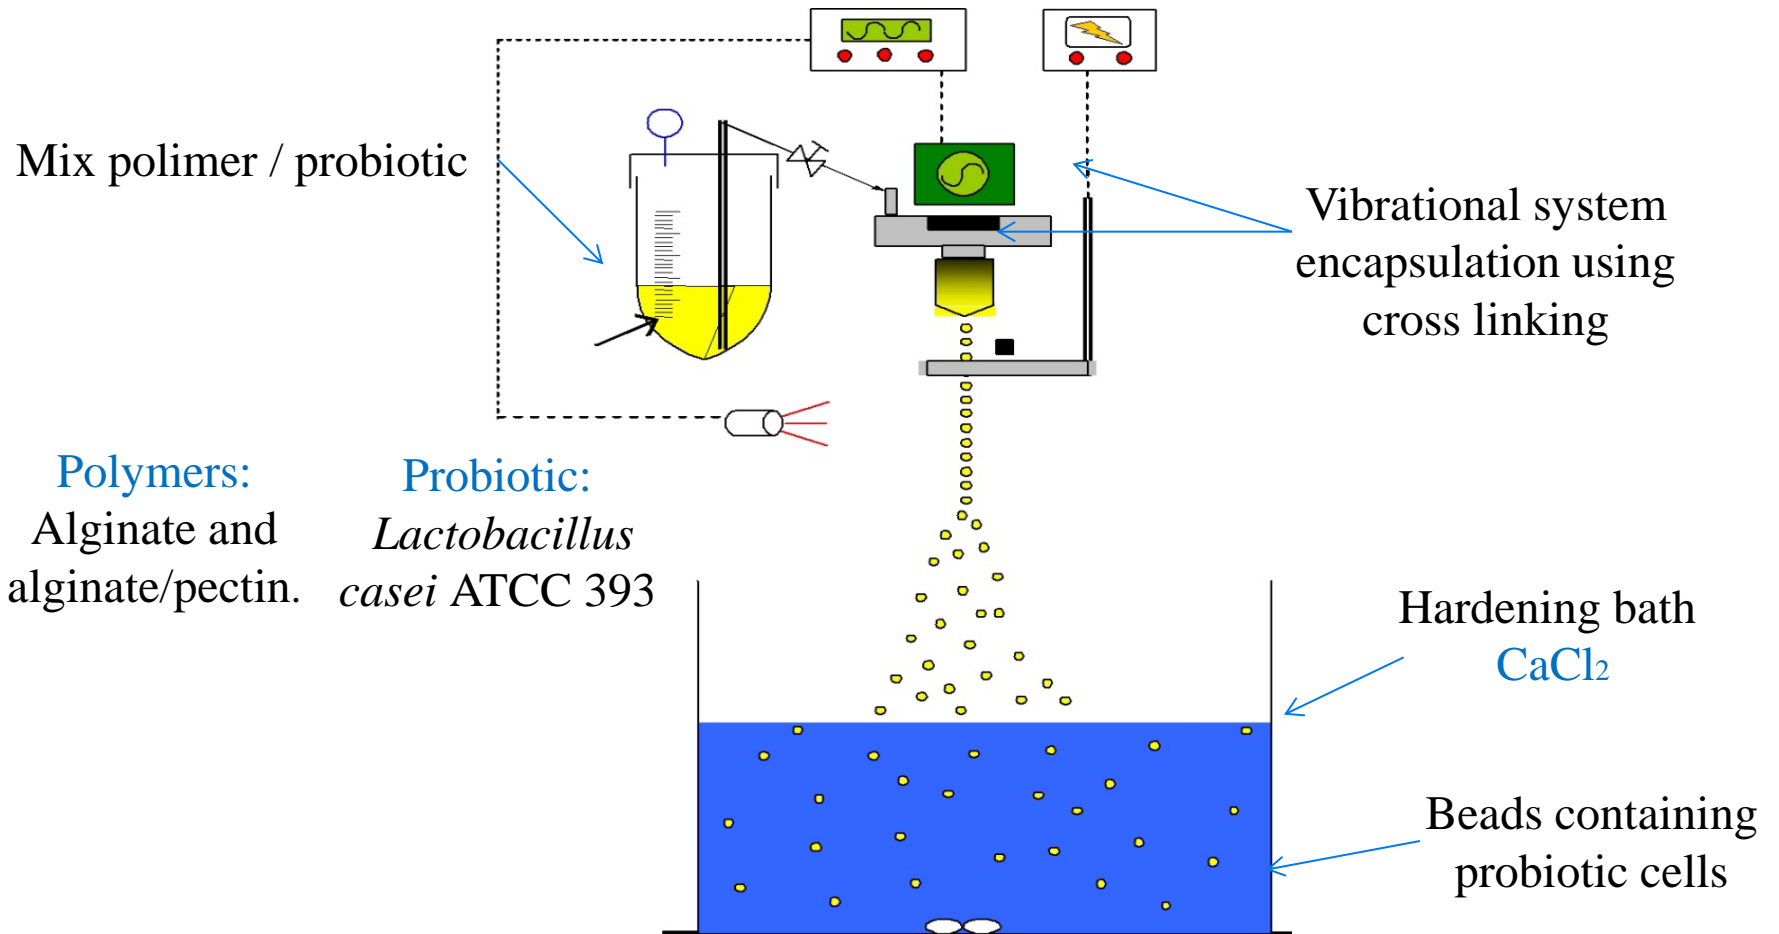 Mix polimer / probiotic
Vibrational system
encapsulation using
cross linking
Polymers:
Alginate and
alginate/pectin.
Probiotic:
Lactobacillus
casei ATCC 393
Hardening bath
CaCl₂
Beads containing
probiotic cells